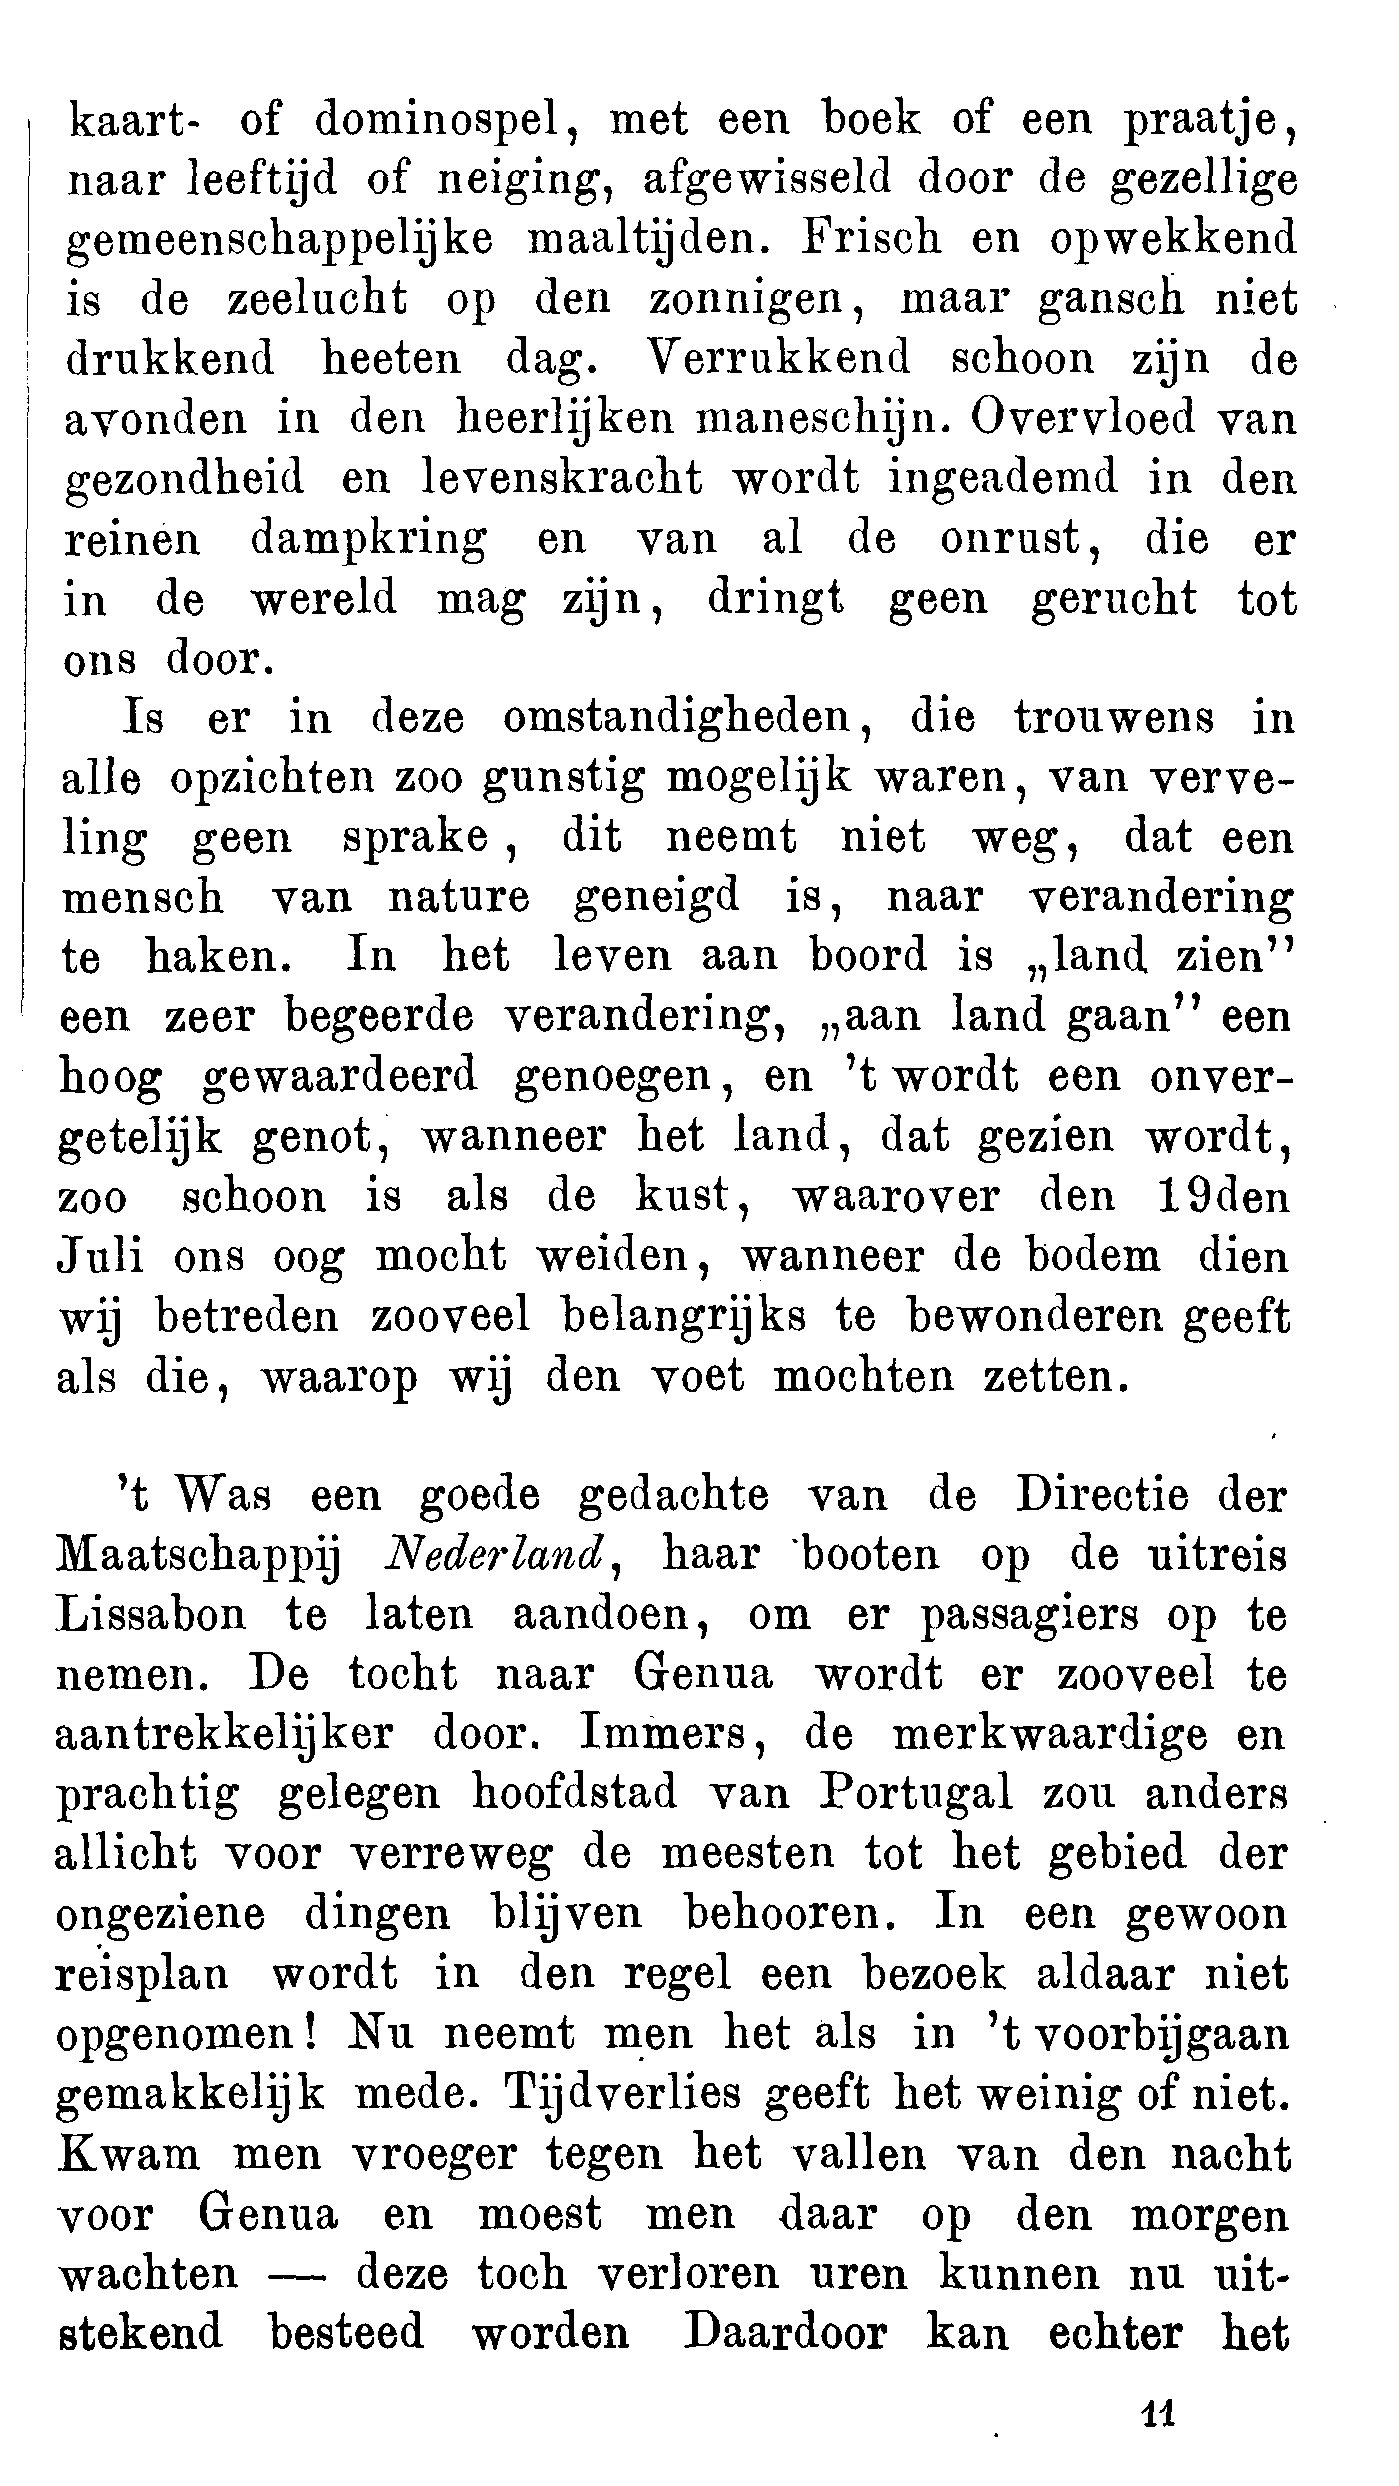 kaart- of dominospel, met een boek of een praatje,
naar leeftijd of neiging, afgewisseld door de gezellige
gemeenschappelijke maaltijden. Frisch en opwekkend
is de zeelucht op den zonnigen, maar gansch niet
drukkend heeten dag. Verrukkend schoon zijn de
avonden in den heerlijken maneschijn. Overvloed van
gezondheid en levenskracht wordt ingeademd in den
reinen dampkring en van al de onrust, die er
in de wereld mag zijn, dringt geen gerucht tot
ons door.
Is er in deze omstandigheden, die trouwens in
alle opzichten zoo gunstig mogelijk waren, van verve-
ling geen sprake, dit neemt niet weg, dat een
mensch van nature geneigd is, naar verandering
te haken. In het leven aan boord is „land zien”
een zeer begeerde verandering, „aan land gaan” een
hoog gewaardeerd genoegen, en ’t wordt een onver-
getelijk genot, wanneer het land, dat gezien wordt,
zoo schoon is als de kust, waarover den 19den
Juli ons oog mocht weiden, wanneer de bodem dien
wij betreden zooveel belangrijks te bewonderen geeft
als die, waarop wij den voet mochten zetten.
’t Was een goede gedachte van de Directie der
Maatschappij Nederland, haar booten op de uitreis
Lissabon te laten aandoen, om er passagiers op te
nemen. De tocht naar Genua wordt er zooveel te
aantrekkelijker door. Immers, de merkwaardige en
prachtig gelegen hoofdstad van Portugal zou anders
allicht voor verreweg de meesten tot het gebied der
ongeziene dingen blijven behooren. In een gewoon
reisplan wordt in den regel een bezoek aldaar niet
opgenomen! Nu neemt men het als in ’t voorbijgaan
gemakkelijk mede. Tijdverlies geeft het weinig of niet.
Kwam men vroeger tegen het vallen van den nacht
voor Genua en moest men daar op den morgen
wachten — deze toch verloren uren kunnen nu uit-
stekend besteed worden Daardoor kan echter het
11